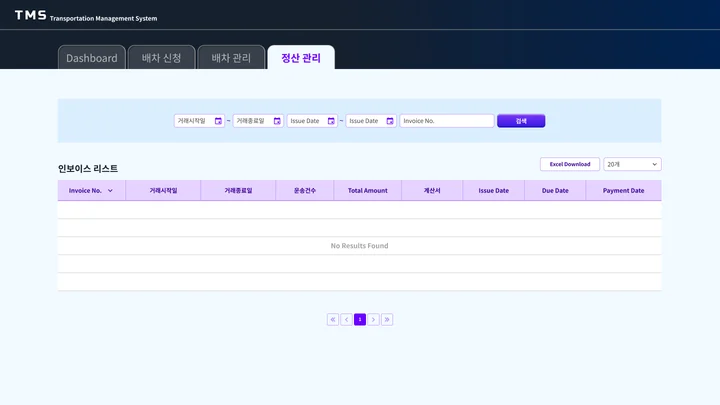 TMS Transportation Management System
Dashboard 배차 신청 배차 관리 정산 관리
거래시작일 ~ 거래종료일 Issue Date ~ Issue Date Invoice No. 검색
인보이스 리스트 Excel Download 20개
Invoice No. 거래시작일 거래종료일 운송건수 Total Amount 계산서 Issue Date Due Date Payment Date
No Results Found
« < 1 > »